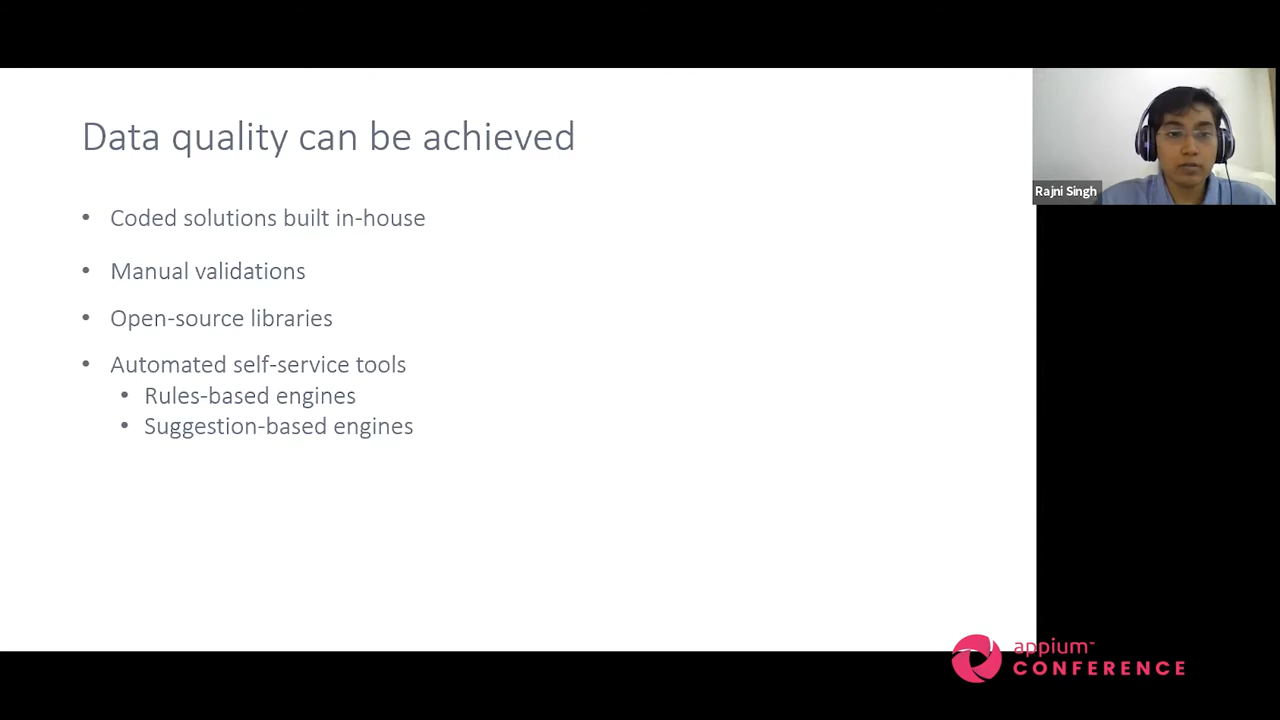 Data quality can be achieved
• Coded solutions built in-house
• Manual validations
• Open-source libraries
• Automated self-service tools
• Rules-based engines
• Suggestion-based engines
Rajni Singh
appium™
CONFERENCE